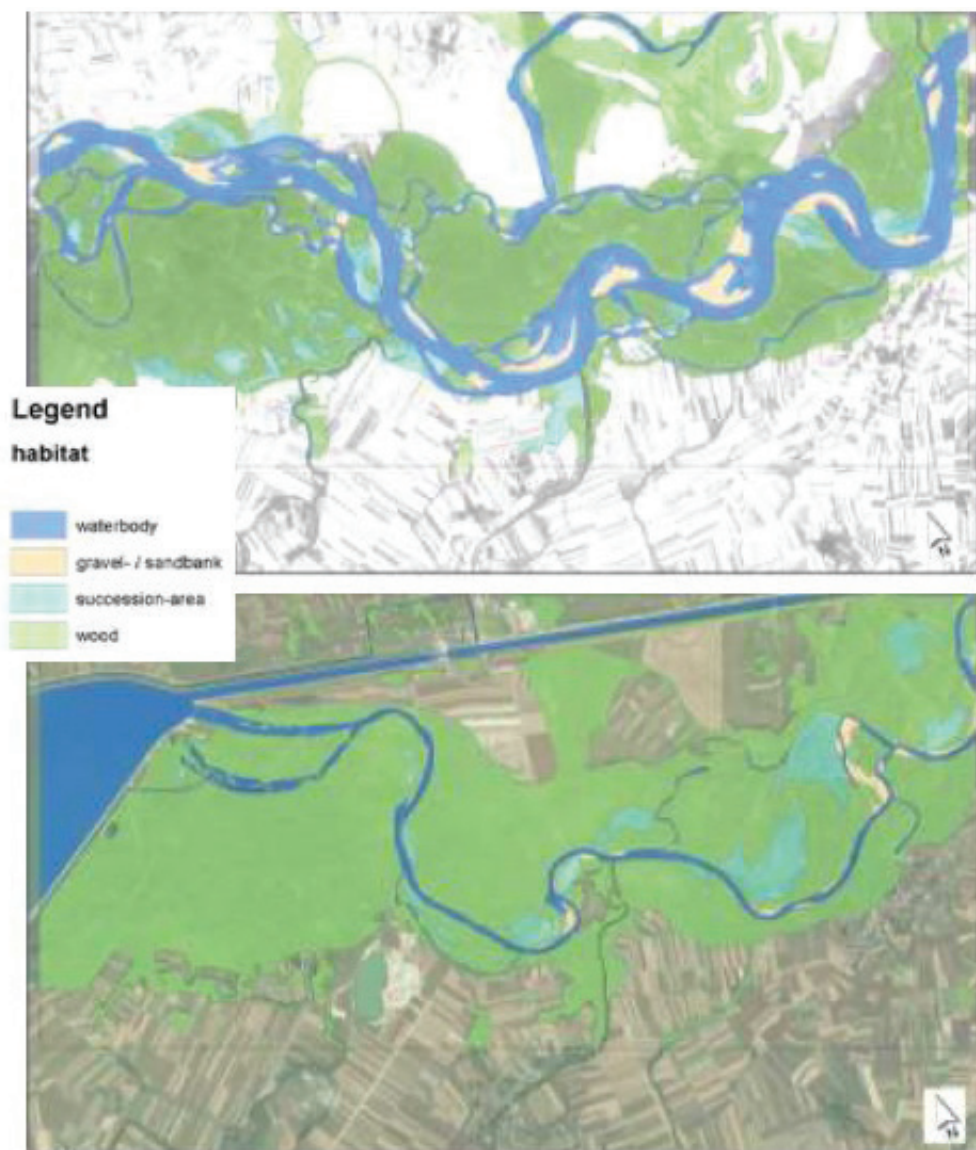 Legend
habitat
waterbody
gravel- / sandbank
succession-area
wood